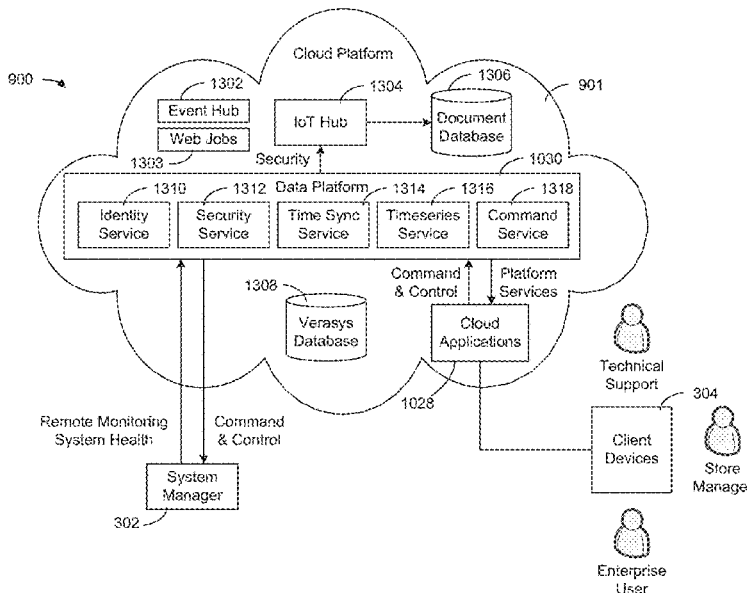 Cloud Platform
900
1302
1304
1306
901
Event Hub
IoT Hub
Document
Database
Web Jobs
1303
Security
1030
1310
1312
Data Platform
1314
1316
1318
Identity
Service
Security
Service
Time Sync
Service
Timeseries
Service
Command
Service
1308
Command
& Control
Platform
Services
Verasys
Database
Cloud
Applications
Technical
Support
1028
304
Remote Monitoring
System Health
Command
& Control
Client
Devices
Store
Manage
System
Manager
302
Enterprise
User